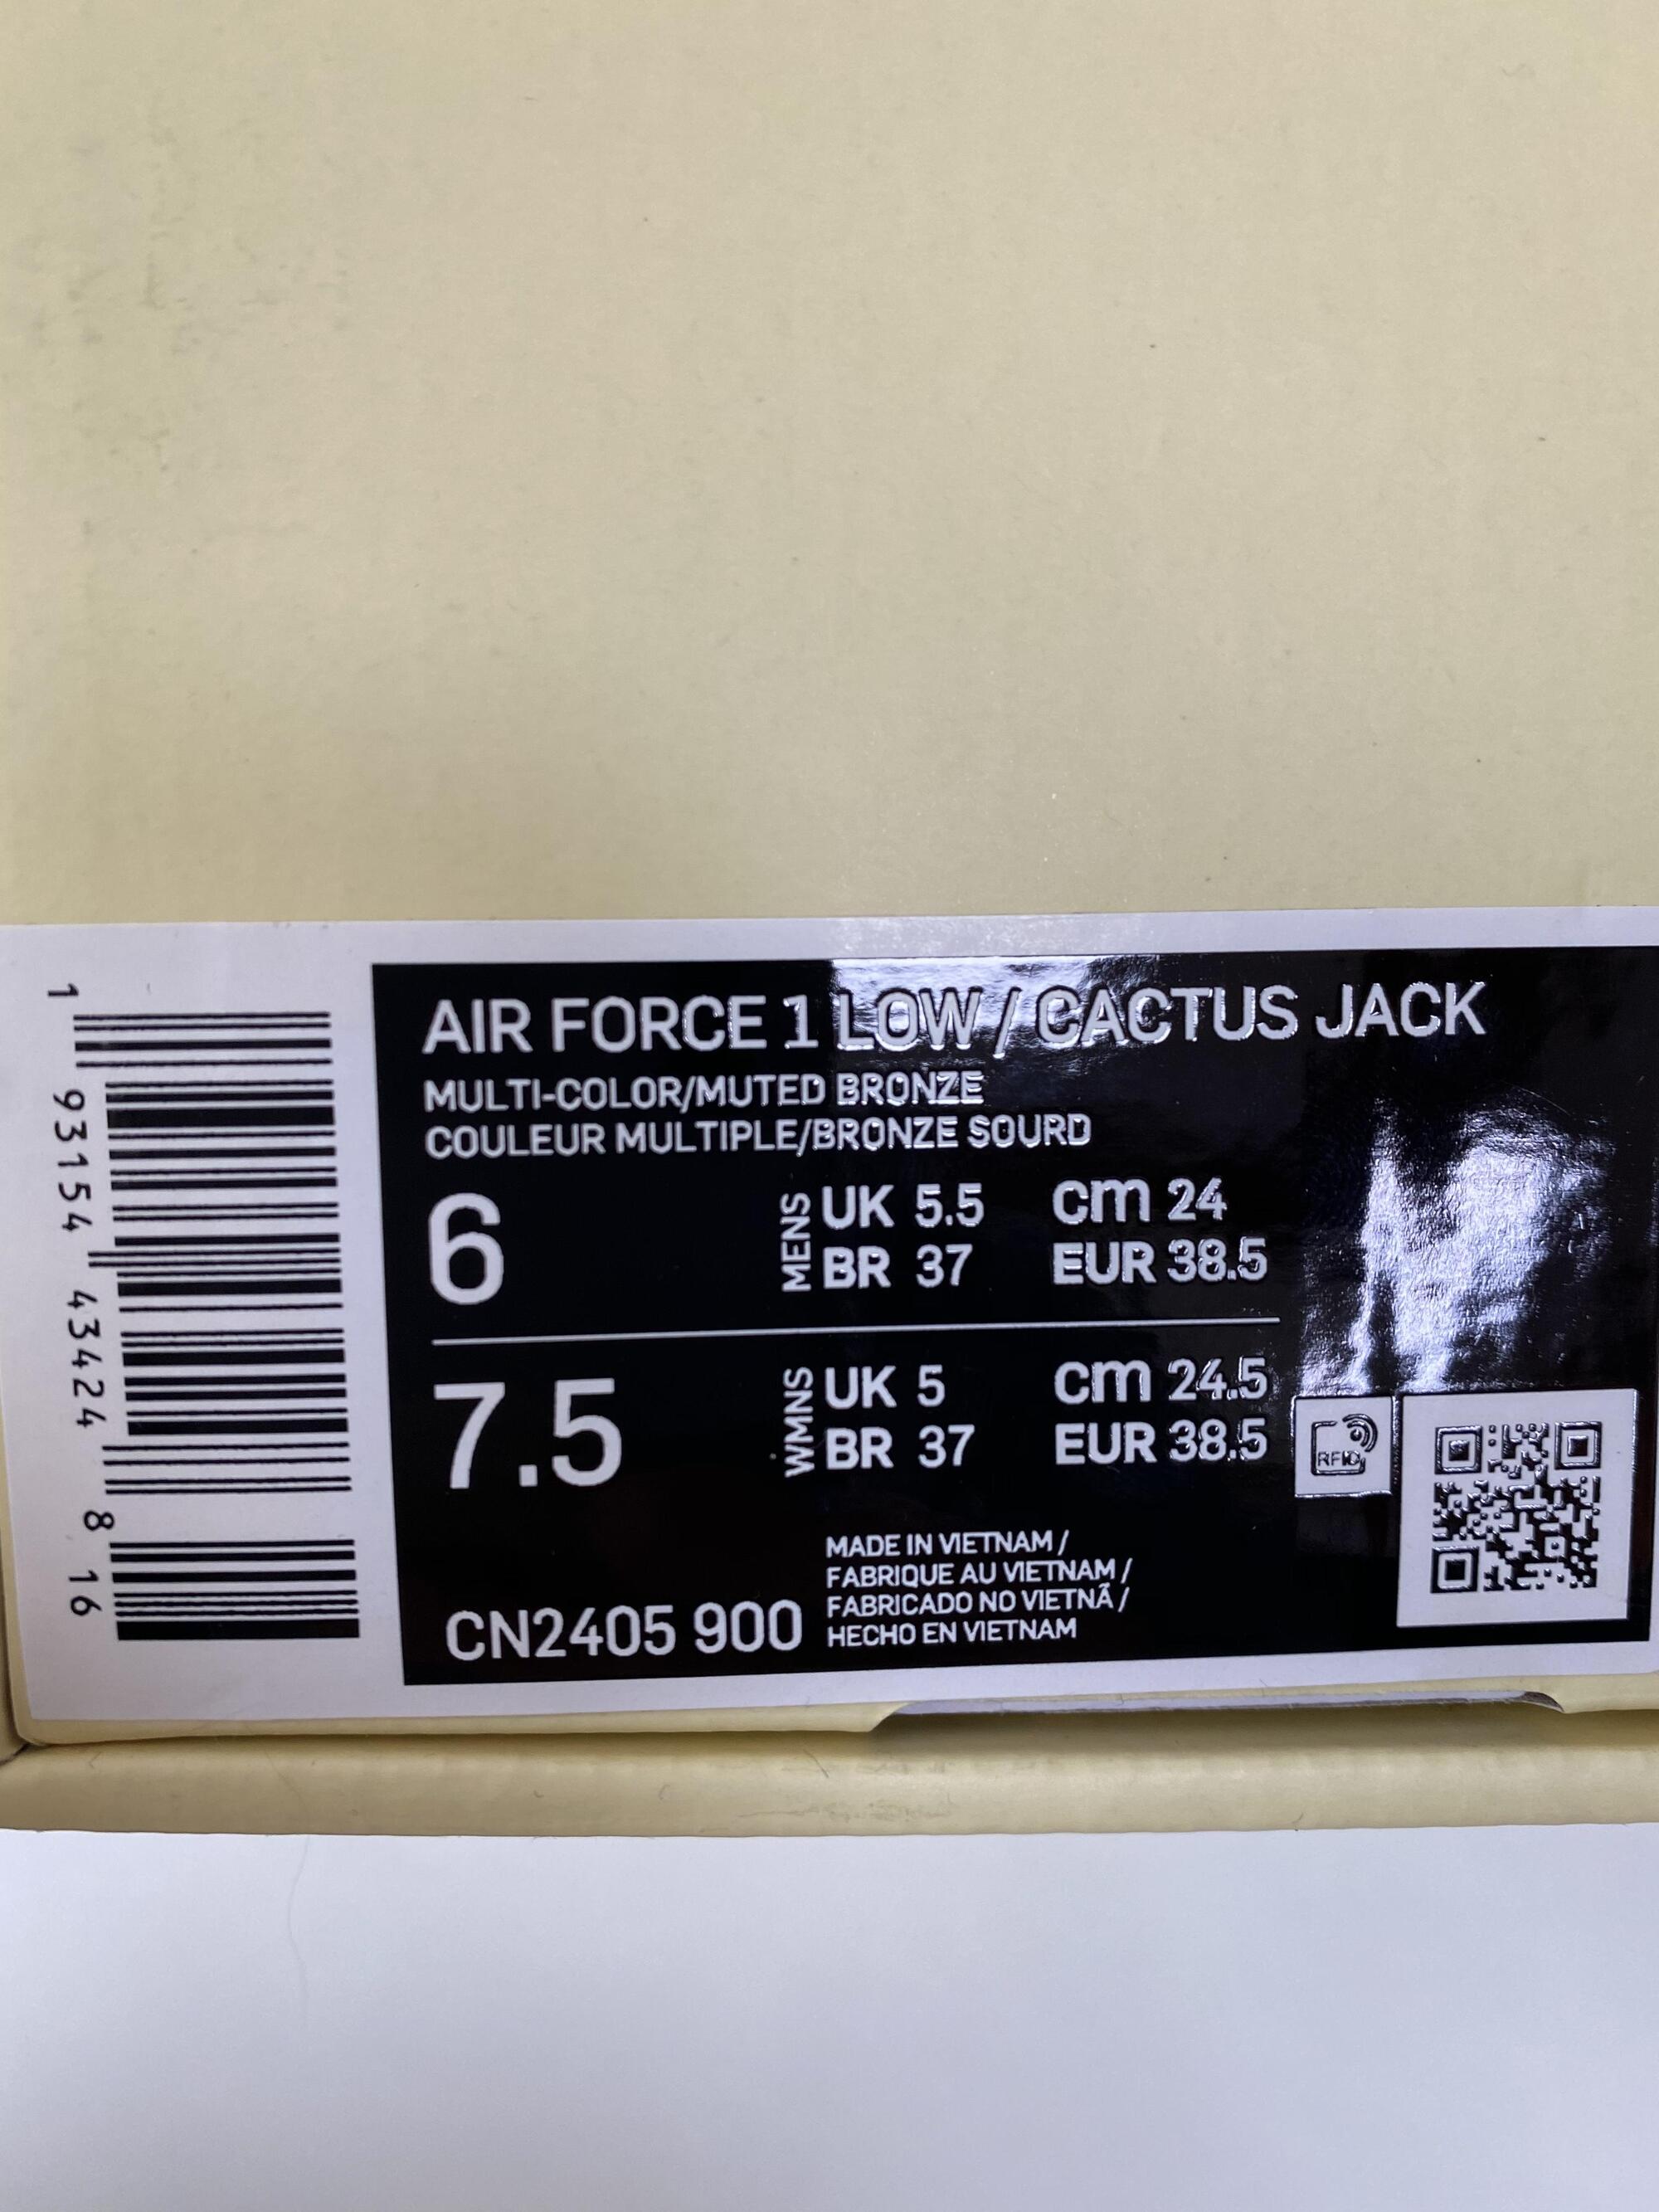 1 93154 43424 8 16
AIR FORCE 1 LOW / CACTUS JACK
MULTI-COLOR/MUTED BRONZE
COULEUR MULTIPLE/BRONZE SOURD
6 MENS UK 5.5 cm 24
BR 37 EUR 38.5
7.5 WMNS UK 5 cm 24.5
BR 37 EUR 38.5
RFID
CN2405 900
MADE IN VIETNAM /
FABRIQUE AU VIETNAM /
FABRICADO NO VIETNÃ /
HECHO EN VIETNAM